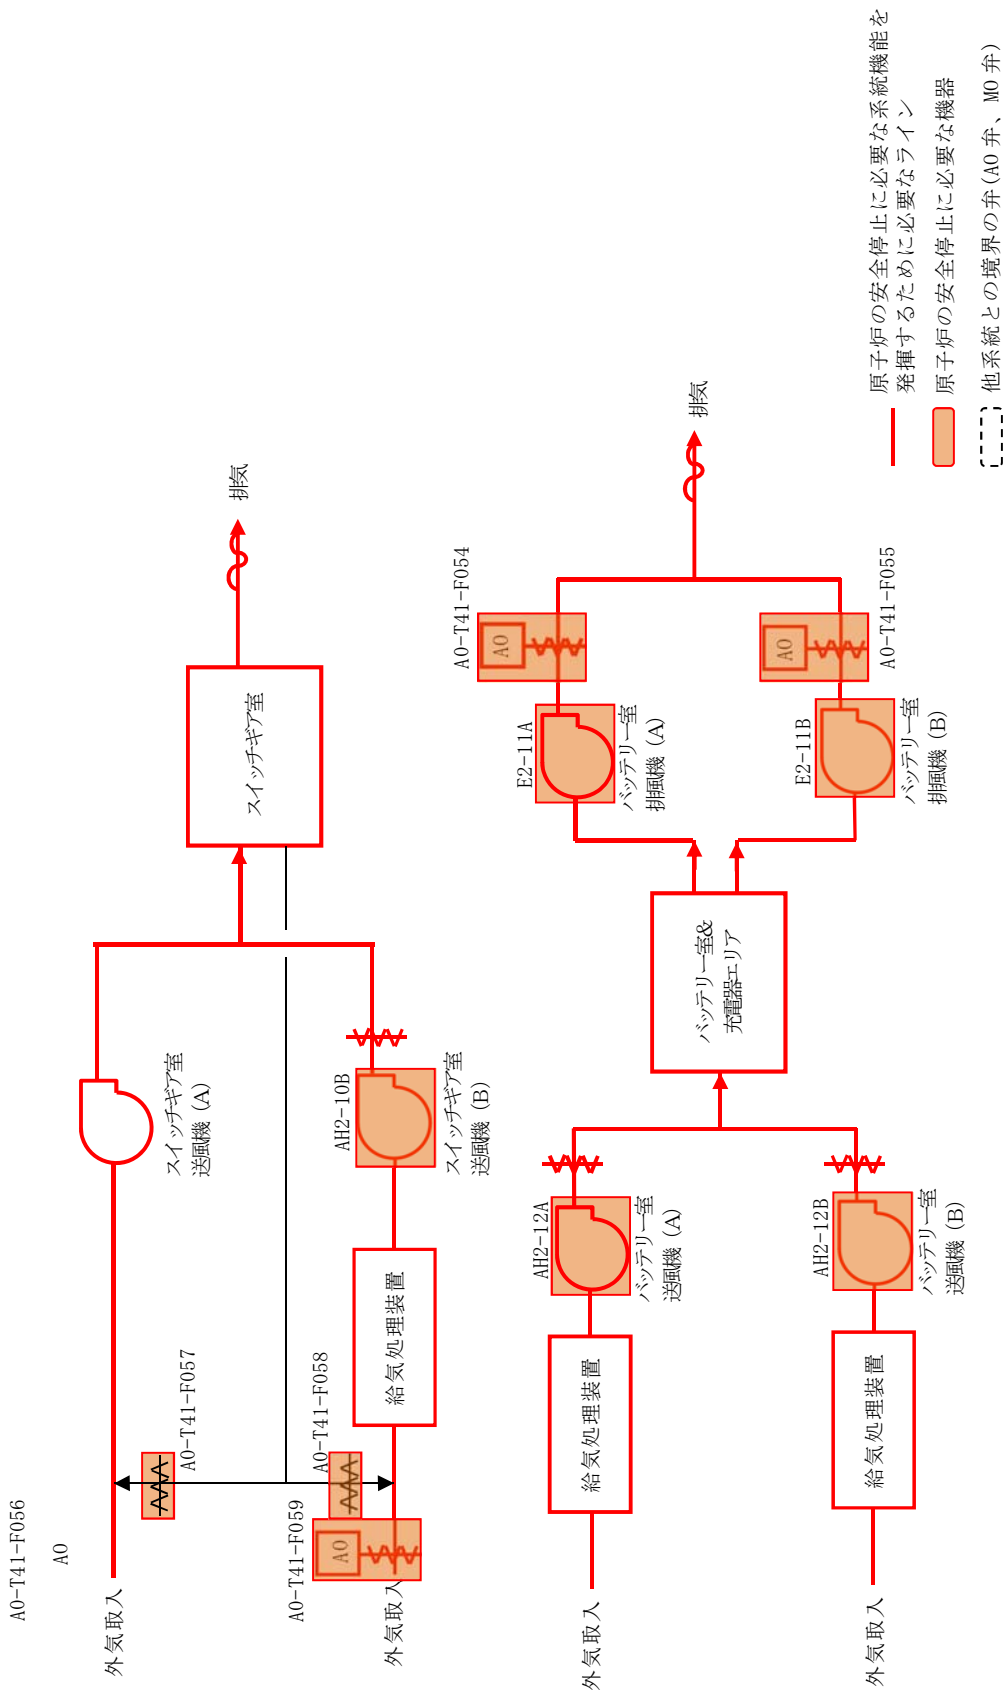 AO-T41-F056
AO
外気取入
AO-T41-F057
スイッチギア室
送風機 (A)
スイッチギア室
排気
AO-T41-F059
AO
外気取入
AO-T41-F058
給気処理装置
AH2-10B
スイッチギア室
送風機 (B)
外気取入
給気処理装置
AH2-12A
バッテリー室
送風機 (A)
外気取入
給気処理装置
AH2-12B
バッテリー室
送風機 (B)
バッテリー室&
充電器エリア
E2-11A
バッテリー室
排風機 (A)
AO-T41-F054
AO
E2-11B
バッテリー室
排風機 (B)
AO-T41-F055
AO
排気
原子炉の安全停止に必要な系統機能を
発揮するために必要なライン
原子炉の安全停止に必要な機器
他系統との境界の弁(AO 弁、MO 弁)